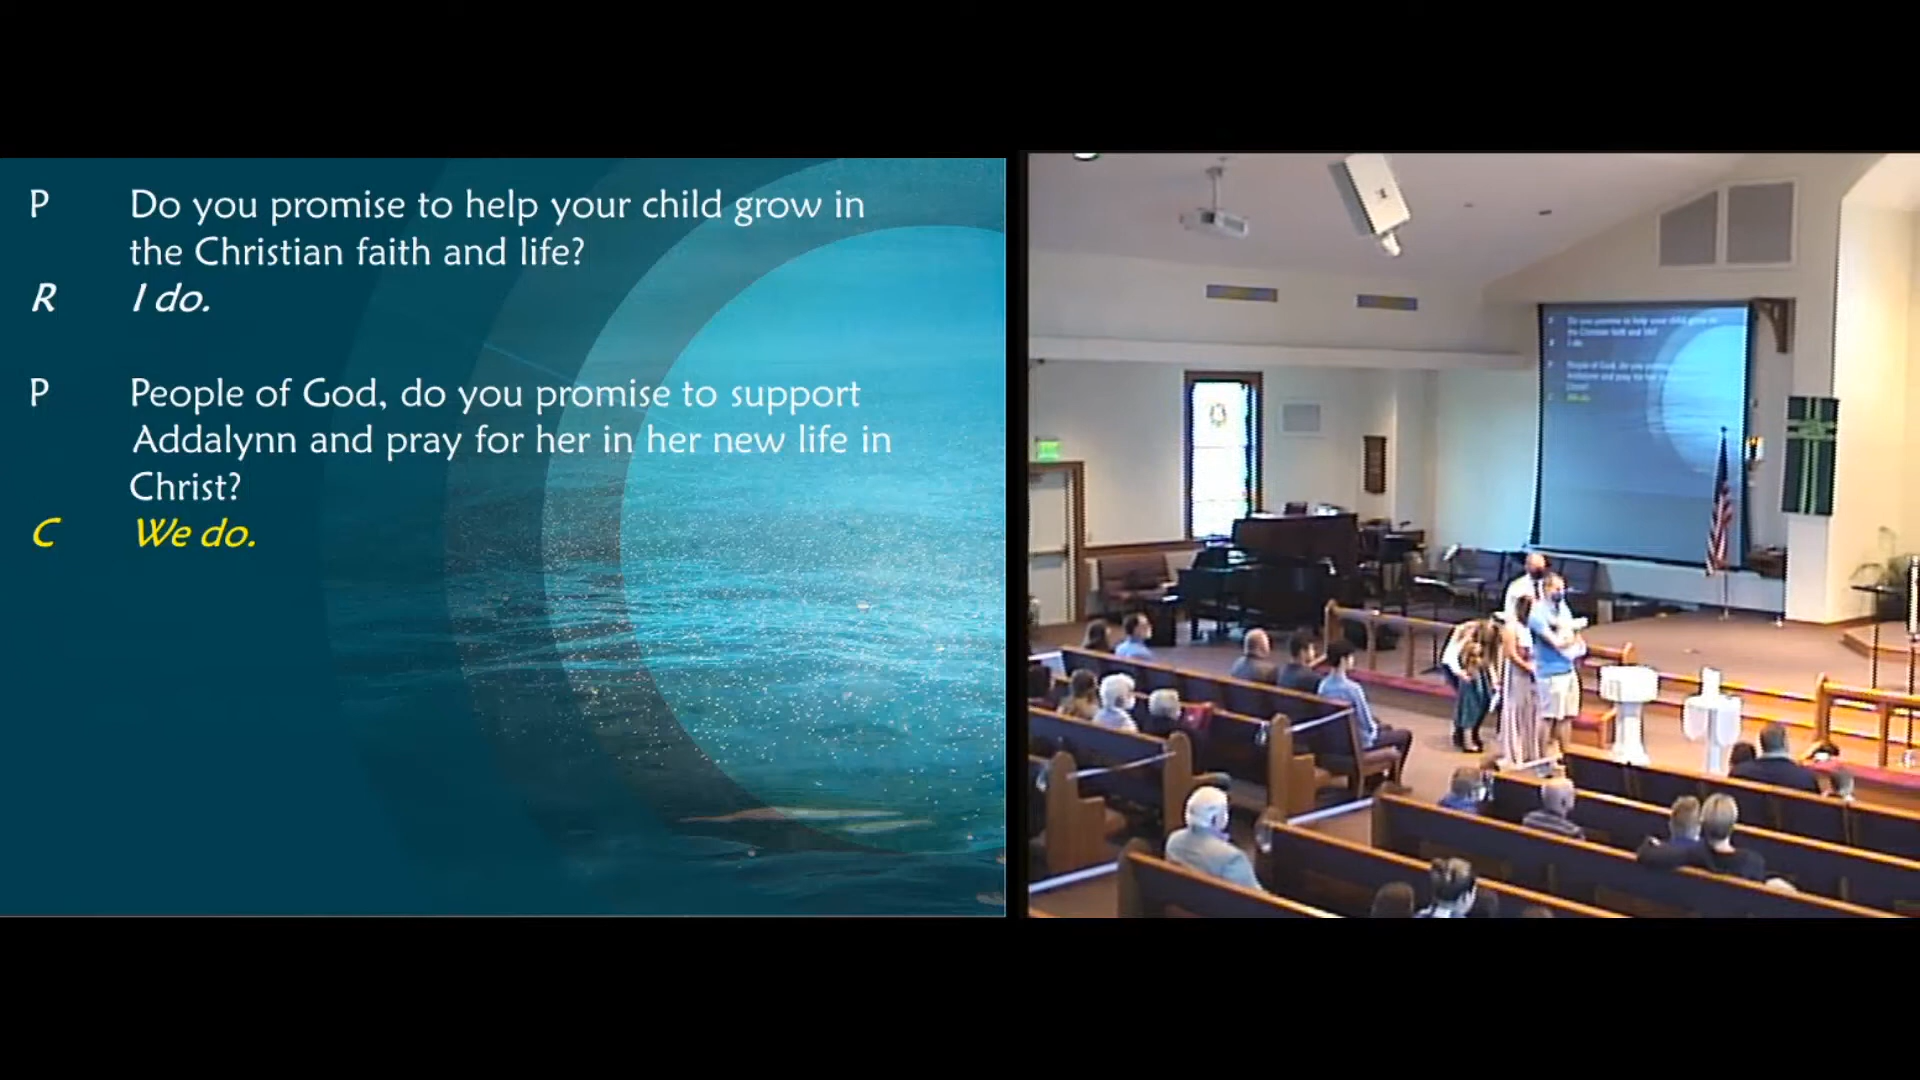 P Do you promise to help your child grow in
the Christian faith and life?
R I do.
P People of God, do you promise to support
Addalynn and pray for her in her new life in
Christ?
C We do.